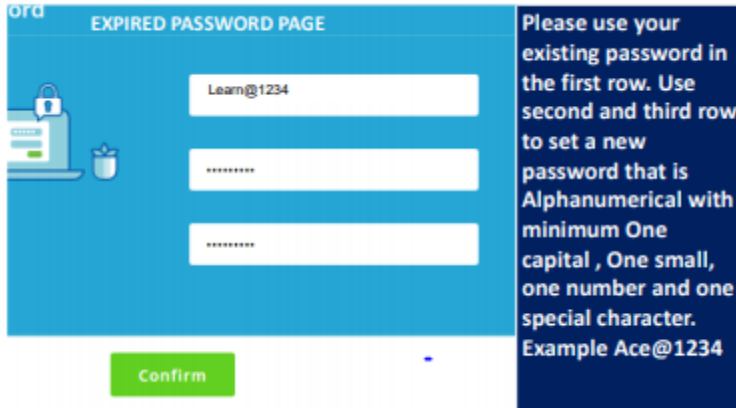 ord
EXPIRED PASSWORD PAGE
Learn@1234
•••••••••
•••••••••
Confirm
Please use your
existing password in
the first row. Use
second and third row
to set a new
password that is
Alphanumerical with
minimum One
capital , One small,
one number and one
special character.
Example Ace@1234